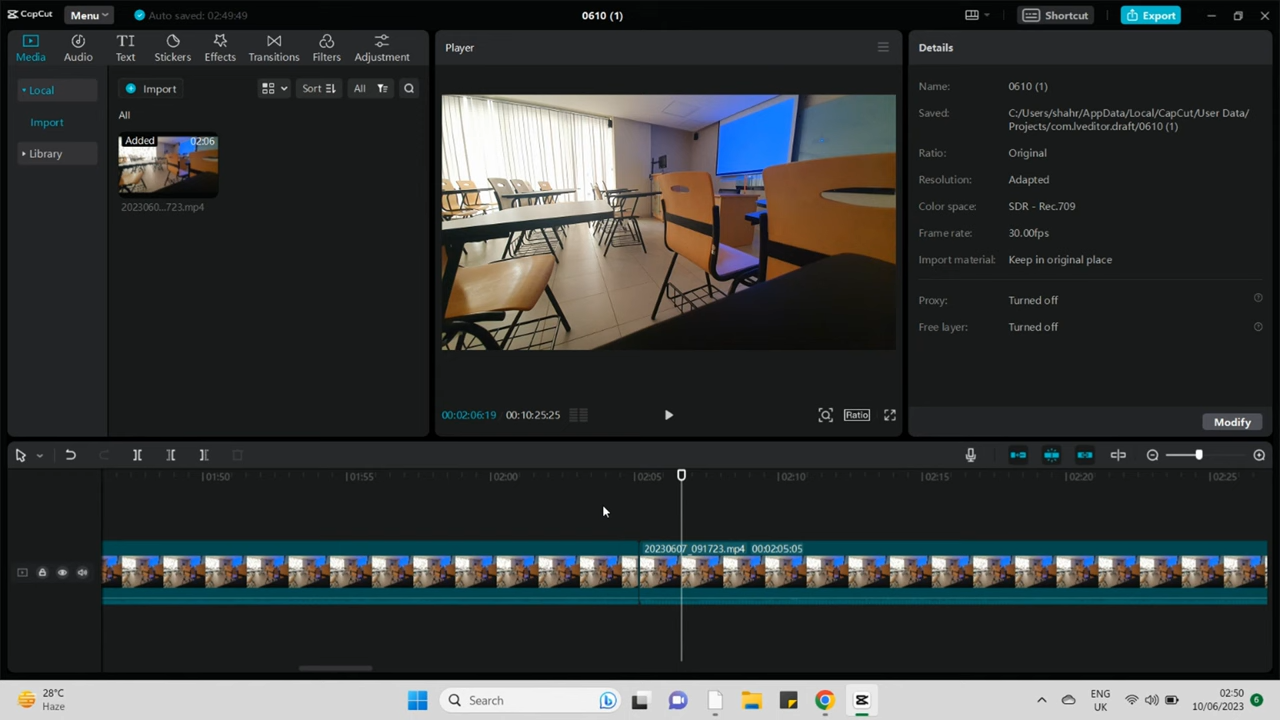 CapCut
Menu
Auto saved: 02:49:49
0610 (1)
Shortcut
Export
Media
Audio
Text
Stickers
Effects
Transitions
Filters
Adjustment
Player
Details
Local
Import
Sort
All
Import
Library
All
Added
02:06
2023060...723.mp4
Name: 0610 (1)
Saved: C:/Users/shahr/AppData/Local/CapCut/User Data/
Projects/com.lveditor.draft/0610 (1)
Ratio: Original
Resolution: Adapted
Color space: SDR - Rec.709
Frame rate: 30.00fps
Import material: Keep in original place
Proxy: Turned off
Free layer: Turned off
00:02:06:19 00:10:25:25
Ratio
Modify
01:50
01:55
02:00
02:05
02:10
02:15
02:20
02:25
20230607_091723.mp4 00:02:05:05
28°C
Haze
Search
ENG
UK
02:50
10/06/2023
6